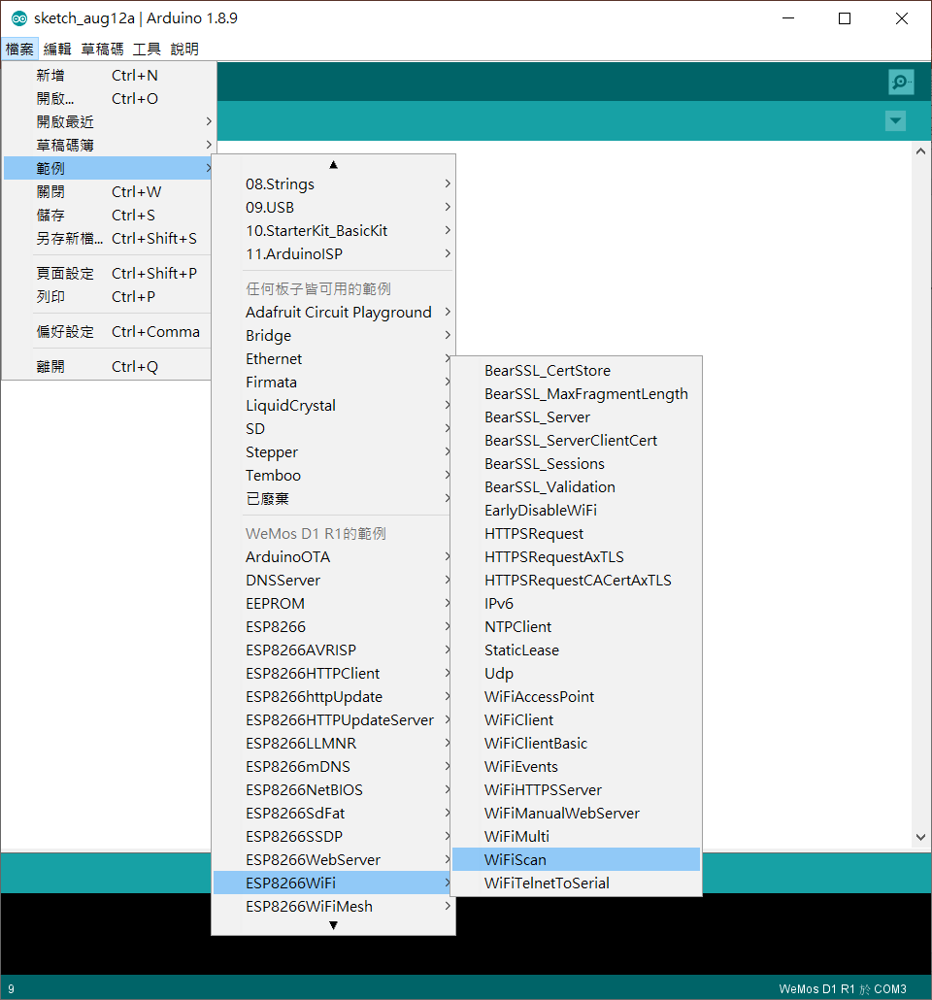 sketch_aug12a | Arduino 1.8.9
檔案 編輯 草稿碼 工具 說明
新增 Ctrl+N
開啟... Ctrl+O
開啟最近
草稿碼簿
範例
關閉 Ctrl+W
儲存 Ctrl+S
另存新檔... Ctrl+Shift+S
頁面設定 Ctrl+Shift+P
列印 Ctrl+P
偏好設定 Ctrl+Comma
離開 Ctrl+Q
08.Strings
09.USB
10.StarterKit_BasicKit
11.ArduinoISP
任何板子皆可用的範例
Adafruit Circuit Playground
Bridge
Ethernet
Firmata
LiquidCrystal
SD
Stepper
Temboo
已廢棄
WeMos D1 R1的範例
ArduinoOTA
DNSServer
EEPROM
ESP8266
ESP8266AVRISP
ESP8266HTTPClient
ESP8266httpUpdate
ESP8266HTTPUpdateServer
ESP8266LLMNR
ESP8266mDNS
ESP8266NetBIOS
ESP8266SdFat
ESP8266SSDP
ESP8266WebServer
ESP8266WiFi
ESP8266WiFiMesh
BearSSL_CertStore
BearSSL_MaxFragmentLength
BearSSL_Server
BearSSL_ServerClientCert
BearSSL_Sessions
BearSSL_Validation
EarlyDisableWiFi
HTTPSRequest
HTTPSRequestAxTLS
HTTPSRequestCACertAxTLS
IPv6
NTPClient
StaticLease
Udp
WiFiAccessPoint
WiFiClient
WiFiClientBasic
WiFiEvents
WiFiHTTPSServer
WiFiManualWebServer
WiFiMulti
WiFiScan
WiFiTelnetToSerial
9 WeMos D1 R1 於 COM3